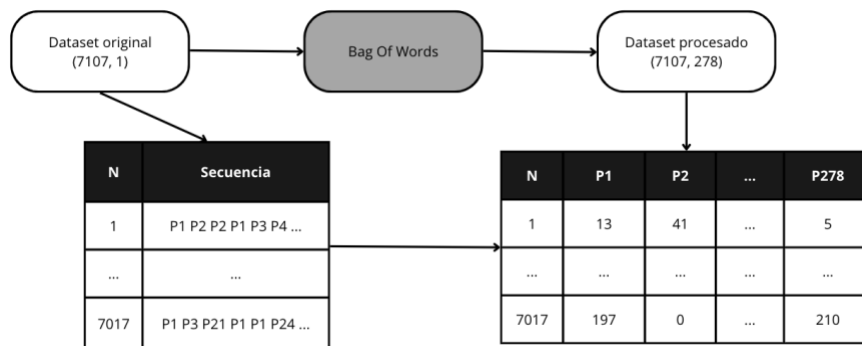 Dataset original
(7107, 1)
Bag Of Words
Dataset procesado
(7107, 278)
N Secuencia
1 P1 P2 P2 P1 P3 P4 ...
... ...
7017 P1 P3 P21 P1 P1 P24 ...
N P1 P2 ... P278
1 13 41 ... 5
... ... ... ... ...
7017 197 0 ... 210